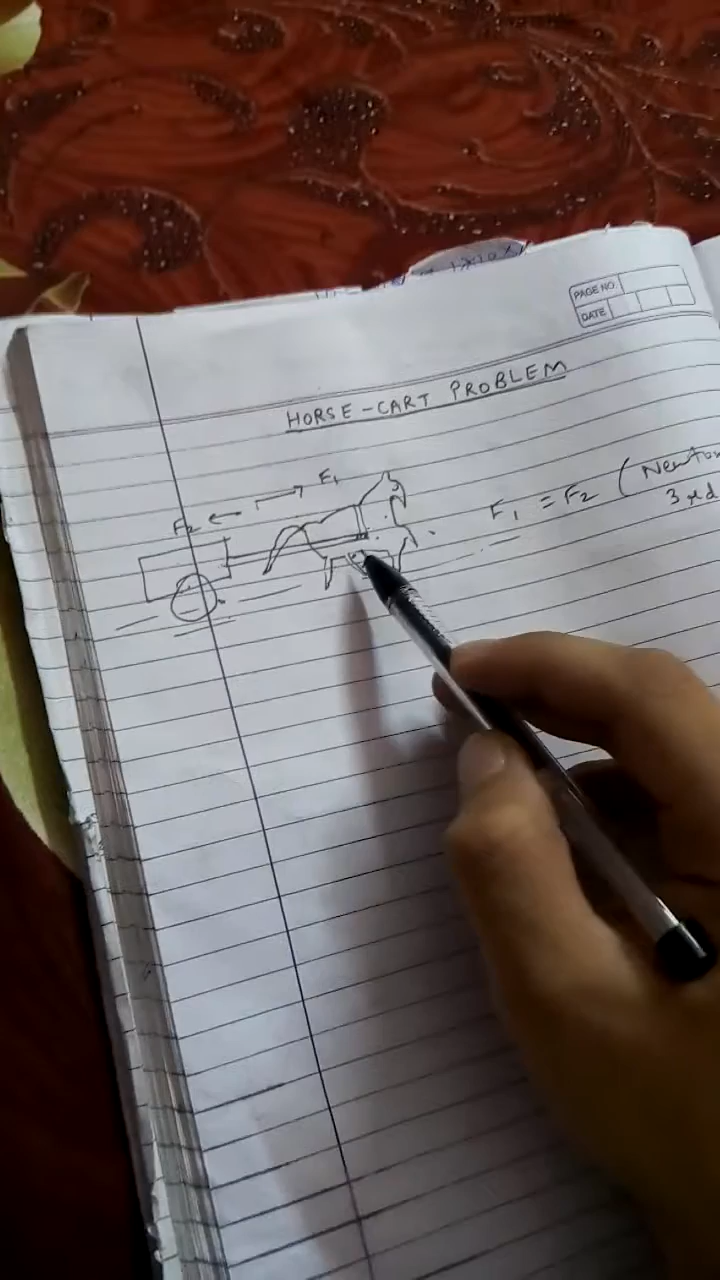 PAGE NO.
DATE
HORSE-CART PROBLEM
F₁
F₂
F₁ = F₂ (Newton
3rd